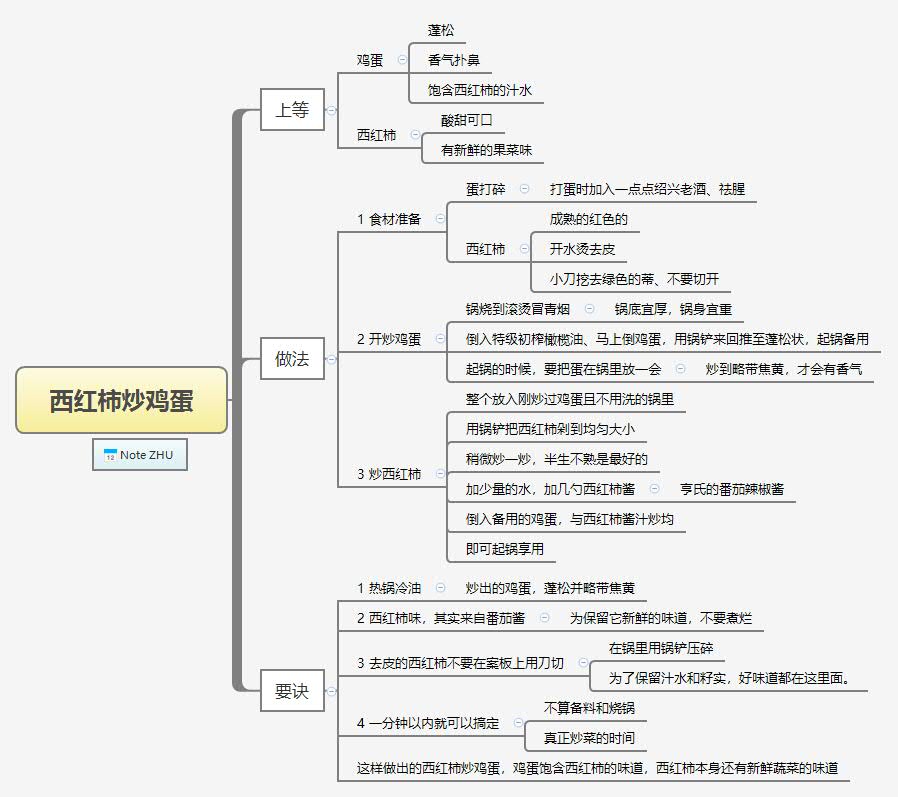 西红柿炒鸡蛋
12 Note ZHU
上等
鸡蛋
蓬松
香气扑鼻
饱含西红柿的汁水
西红柿
酸甜可口
有新鲜的果菜味
做法
1 食材准备
蛋打碎
打蛋时加入一点点绍兴老酒、祛腥
西红柿
成熟的红色的
开水烫去皮
小刀挖去绿色的蒂、不要切开
2 开炒鸡蛋
锅烧到滚烫冒青烟
锅底宜厚，锅身宜重
倒入特级初榨橄榄油、马上倒鸡蛋，用锅铲来回推至蓬松状，起锅备用
起锅的时候，要把蛋在锅里放一会
炒到略带焦黄，才会有香气
3 炒西红柿
整个放入刚炒过鸡蛋且不用洗的锅里
用锅铲把西红柿剁到均匀大小
稍微炒一炒，半生不熟是最好的
加少量的水，加几勺西红柿酱
亨氏的番茄辣椒酱
倒入备用的鸡蛋，与西红柿酱汁炒均
即可起锅享用
要诀
1 热锅冷油
炒出的鸡蛋，蓬松并略带焦黄
2 西红柿味，其实来自番茄酱
为保留它新鲜的味道，不要煮烂
3 去皮的西红柿不要在案板上用刀切
在锅里用锅铲压碎
为了保留汁水和籽实，好味道都在这里面。
4 一分钟以内就可以搞定
不算备料和烧锅
真正炒菜的时间
这样做出的西红柿炒鸡蛋，鸡蛋饱含西红柿的味道，西红柿本身还有新鲜蔬菜的味道